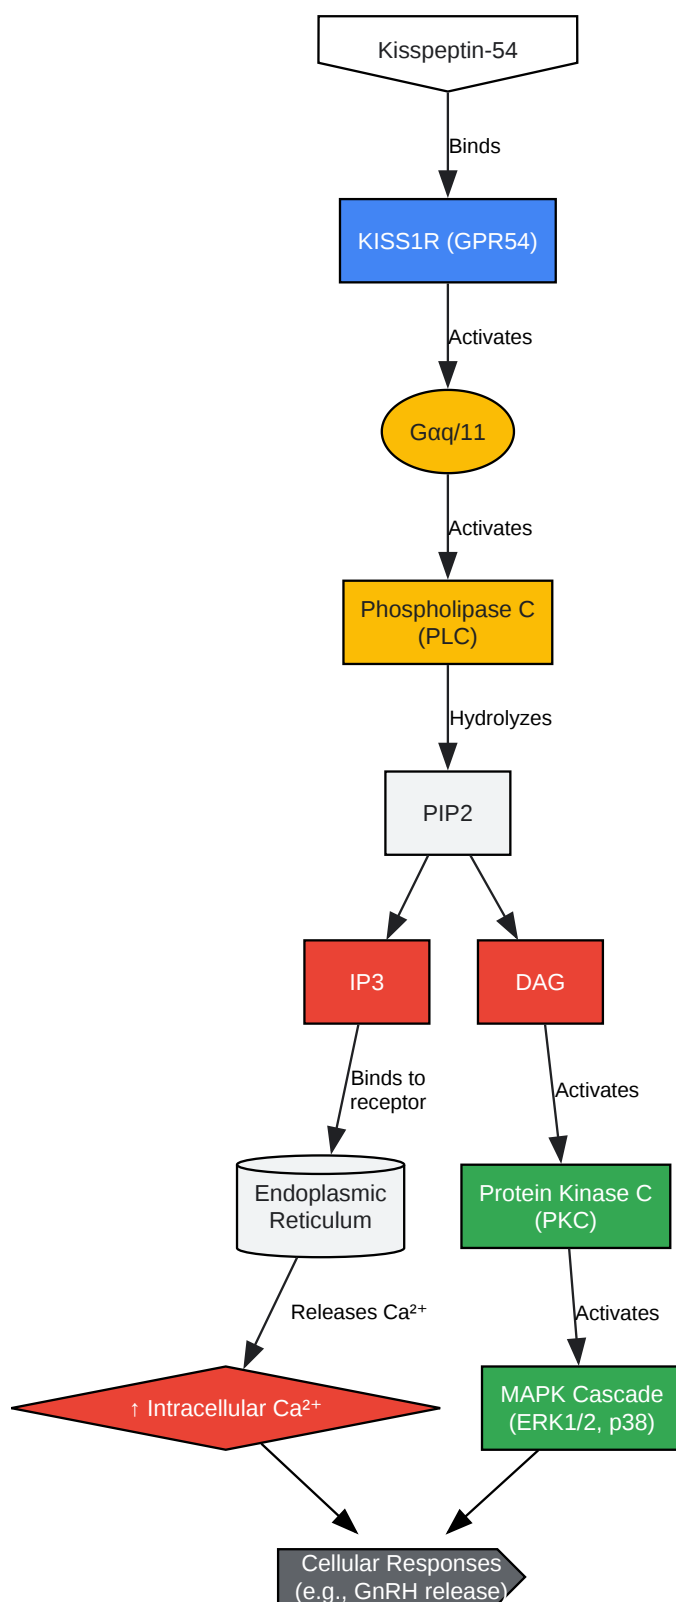 Kisspeptin-54
Binds
KISS1R (GPR54)
Activates
Gαq/11
Activates
Phospholipase C
(PLC)
Hydrolyzes
PIP2
IP3
DAG
Binds to
receptor
Activates
Endoplasmic
Reticulum
Protein Kinase C
(PKC)
Releases Ca²⁺
Activates
↑ Intracellular Ca²⁺
MAPK Cascade
(ERK1/2, p38)
Cellular Responses
(e.g., GnRH release)